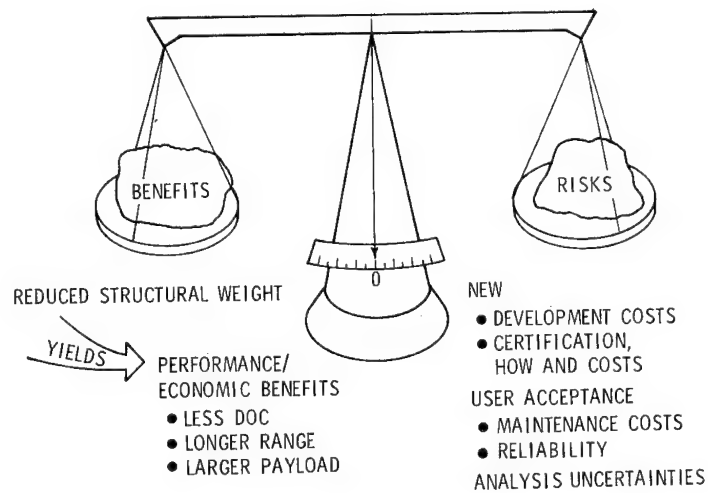 BENEFITS
RISKS
0
REDUCED STRUCTURAL WEIGHT
YIELDS
PERFORMANCE/
ECONOMIC BENEFITS
● LESS DOC
● LONGER RANGE
● LARGER PAYLOAD
NEW
● DEVELOPMENT COSTS
● CERTIFICATION,
HOW AND COSTS
USER ACCEPTANCE
● MAINTENANCE COSTS
● RELIABILITY
ANALYSIS UNCERTAINTIES